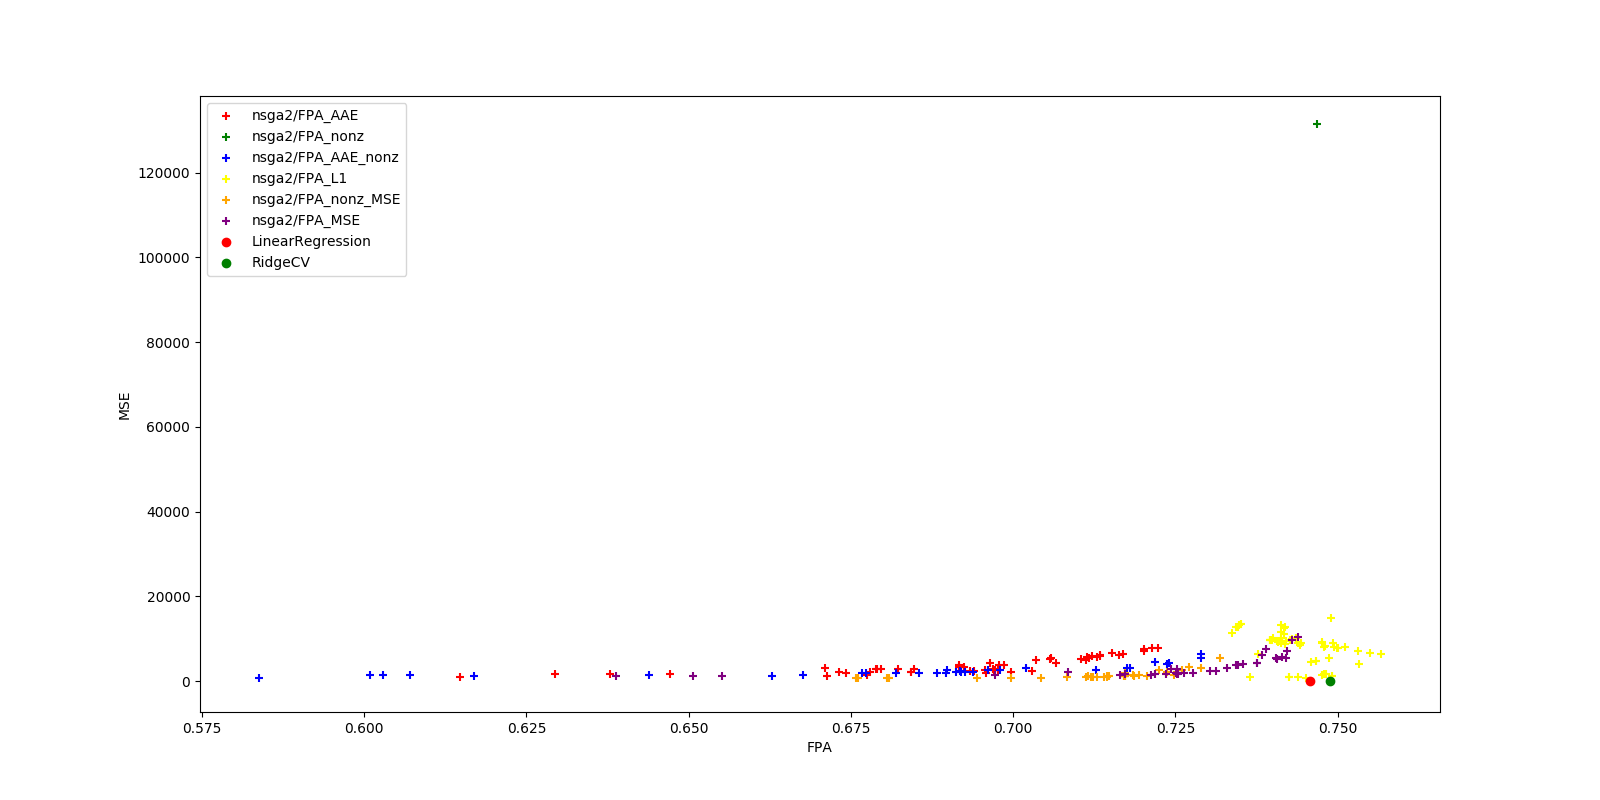 nsga2/FPA_AAE
nsga2/FPA_nonz
nsga2/FPA_AAE_nonz
nsga2/FPA_L1
nsga2/FPA_nonz_MSE
nsga2/FPA_MSE
LinearRegression
RidgeCV
120000
100000
80000
60000
40000
20000
0
MSE
0.575 0.600 0.625 0.650 0.675 0.700 0.725 0.750
FPA